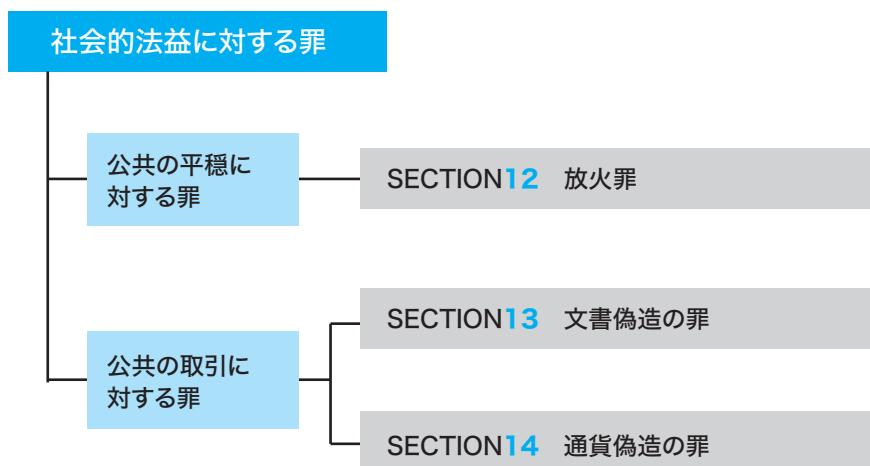 社会的法益に対する罪
公共の平穏に
対する罪
SECTION12 放火罪
公共の取引に
対する罪
SECTION13 文書偽造の罪
SECTION14 通貨偽造の罪